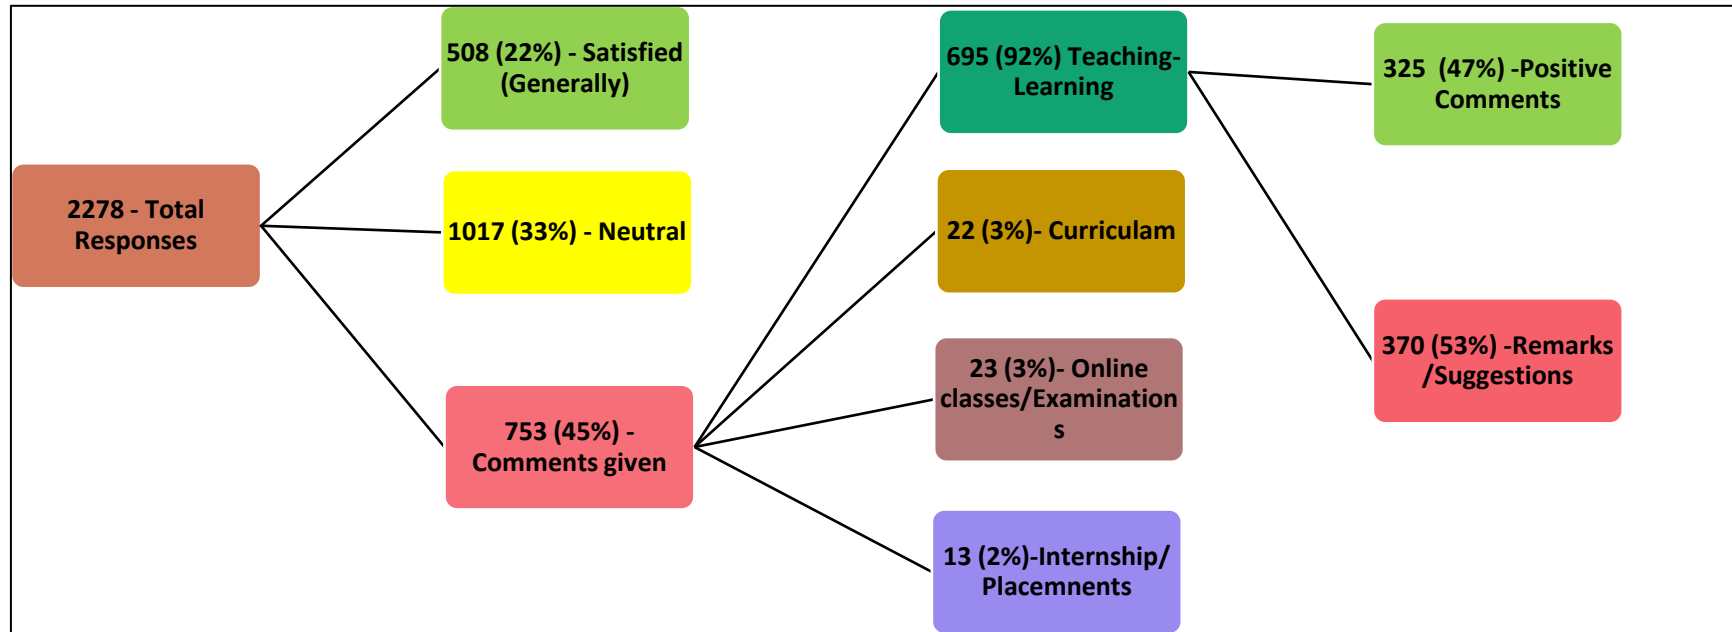 2278 - Total
Responses
508 (22%) - Satisfied
(Generally)
1017 (33%) - Neutral
753 (45%) -
Comments given
695 (92%) Teaching-
Learning
22 (3%)- Curriculam
23 (3%)- Online
classes/Examination
s
13 (2%)-Internship/
Placemnents
325 (47%) -Positive
Comments
370 (53%) -Remarks
/Suggestions